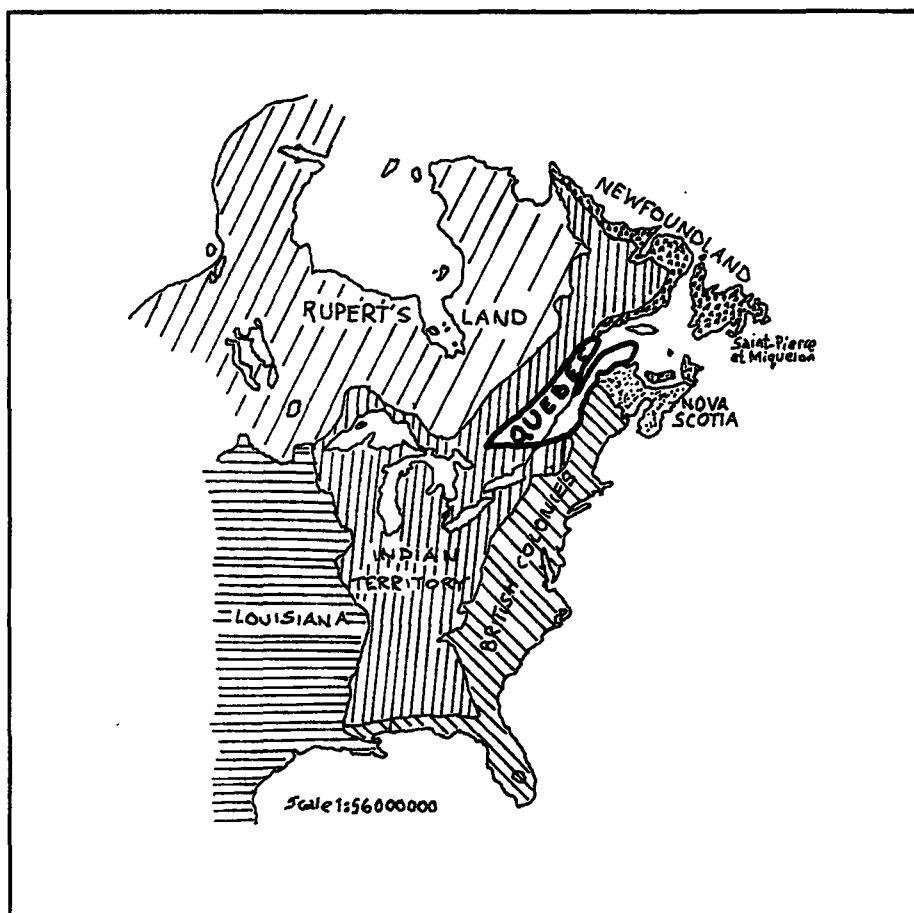 NEWFOUNDLAND
RUPERT'S LAND
Saint-Pierre
et Miquelon
QUEBEC
NOVA
SCOTIA
INDIAN
TERRITORY
BRITISH COLONIES
LOUISIANA
Scale 1:56000000